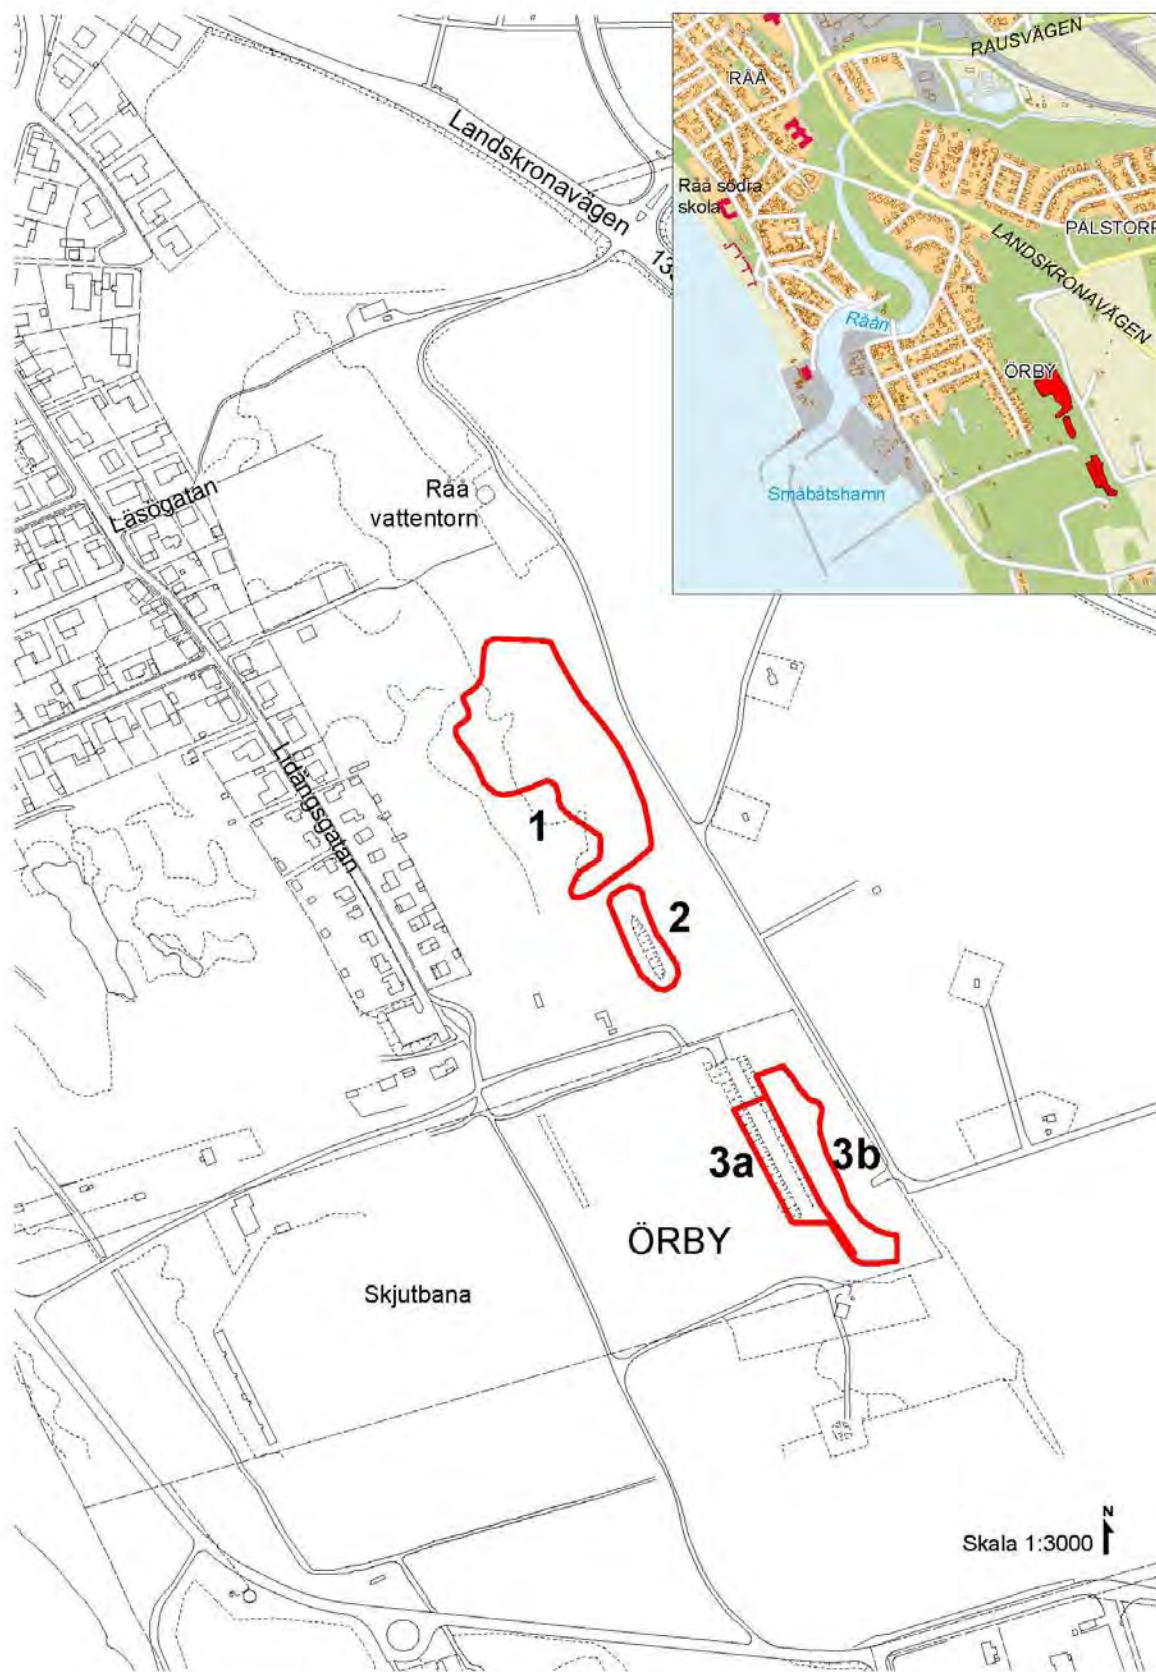 Landskronavägen
RAUSVÄGEN
RÅÅ
Råå södra
skola
PÅLSTORP
LANDSKRONAVÄGEN
Råån
ÖRBY
Småbåtshamn
Råå
vattentorn
Läsögatan
Lidängsgatan
1
2
3a
3b
ÖRBY
Skjutbana
N
Skala 1:3000